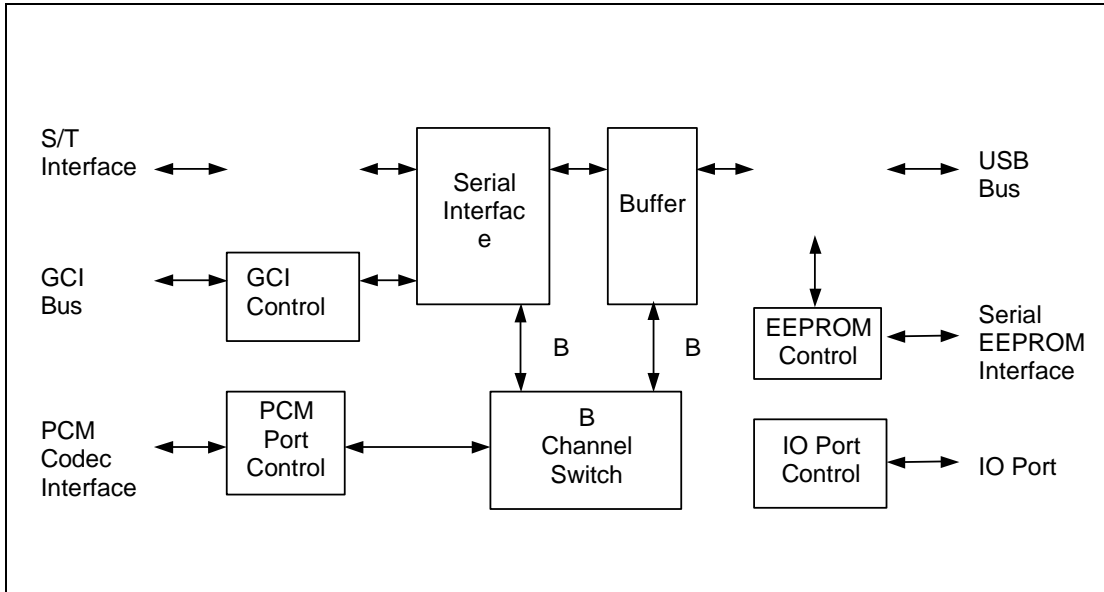 S/T
Interface
Serial
Interfac
e
Buffer
USB
Bus
GCI
Bus
GCI
Control
EEPROM
Control
Serial
EEPROM
Interface
B
B
PCM
Codec
Interface
PCM
Port
Control
B
Channel
Switch
IO Port
Control
IO Port